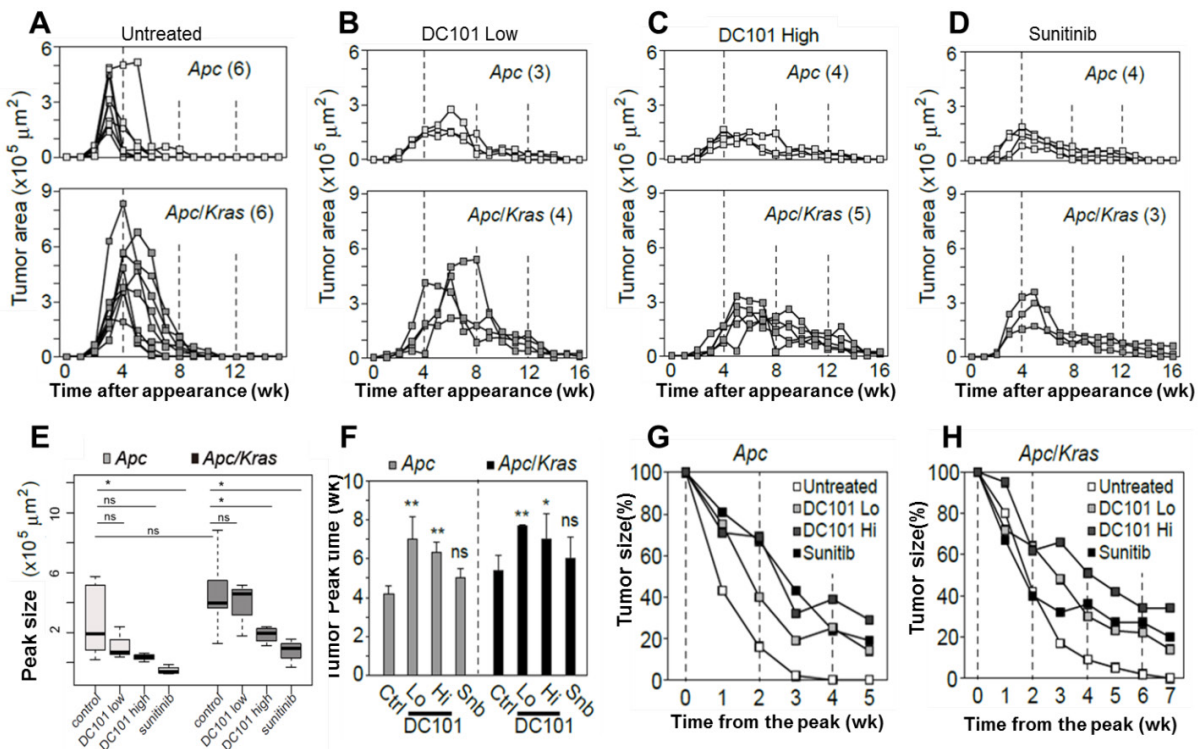 A
Untreated
B
DC101 Low
C
DC101 High
D
Sunitinib
Tumor area (x10⁵ μm²)
6
3
0
Apc (6)
9
6
3
0
Apc/Kras (6)
0 4 8 12 16
Time after appearance (wk)
Tumor area (x10⁵ μm²)
6
3
0
Apc (3)
9
6
3
0
Apc/Kras (4)
0 4 8 12 16
Time after appearance (wk)
Tumor area (x10⁵ μm²)
6
3
0
Apc (4)
9
6
3
0
Apc/Kras (5)
0 4 8 12 16
Time after appearance (wk)
Tumor area (x10⁵ μm²)
6
3
0
Apc (4)
9
6
3
0
Apc/Kras (3)
0 4 8 12 16
Time after appearance (wk)
E
Apc Apc/Kras
Peak size (x10⁵ μm²)
10
6
2
*
ns
ns
ns
*
*
ns
control
DC101 low
DC101 high
sunitinib
control
DC101 low
DC101 high
sunitinib
F
Apc Apc/Kras
Tumor Peak time (wk)
10
8
6
4
2
0
** ** ns ** * ns
Ctrl Lo Hi Snb Ctrl Lo Hi Snb
DC101 DC101
G
Apc
Tumor size(%)
100
80
60
40
20
0
Untreated
DC101 Lo
DC101 Hi
Sunitib
0 1 2 3 4 5
Time from the peak (wk)
H
Apc/Kras
Tumor size(%)
100
80
60
40
20
0
Untreated
DC101 Lo
DC101 Hi
Sunitib
0 1 2 3 4 5 6 7
Time from the peak (wk)